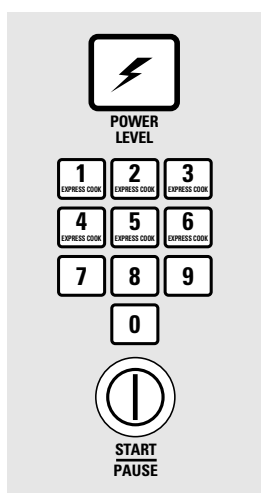 POWER
LEVEL
1 2 3
EXPRESS COOK EXPRESS COOK EXPRESS COOK
4 5 6
EXPRESS COOK EXPRESS COOK EXPRESS COOK
7 8 9
0
START
PAUSE